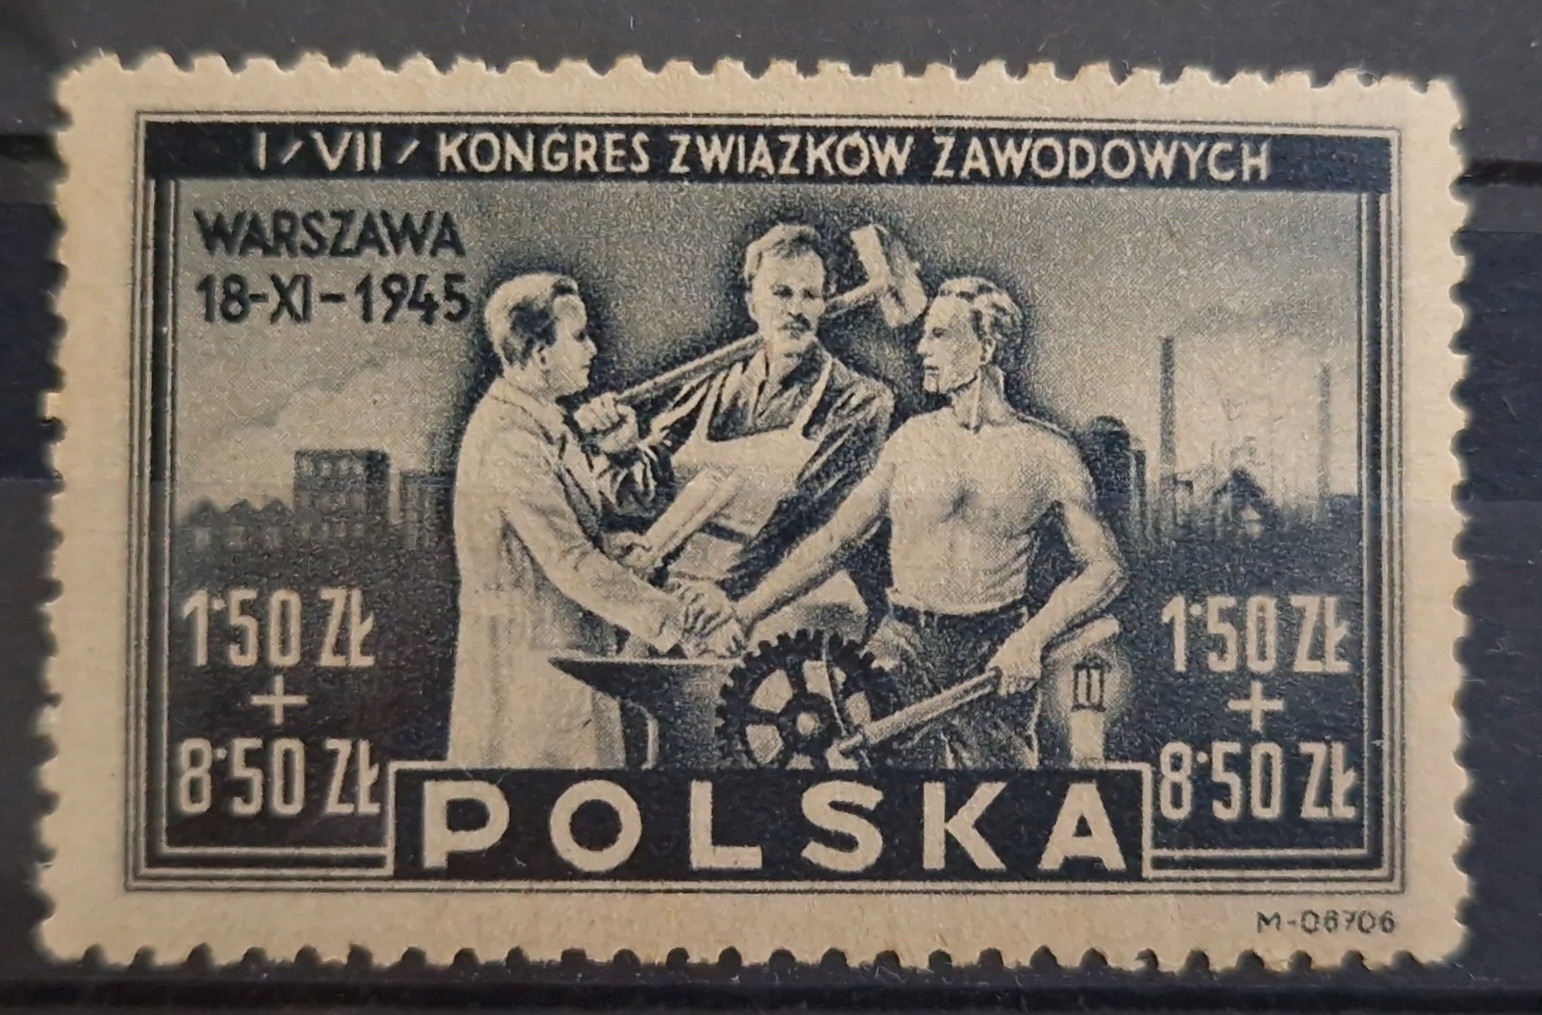 I/VII/ KONGRES ZWIĄZKÓW ZAWODOWYCH
WARSZAWA
18-XI-1945
1·50 ZŁ
+
8·50 ZŁ
1·50 ZŁ
+
8·50 ZŁ
POLSKA
M-06706